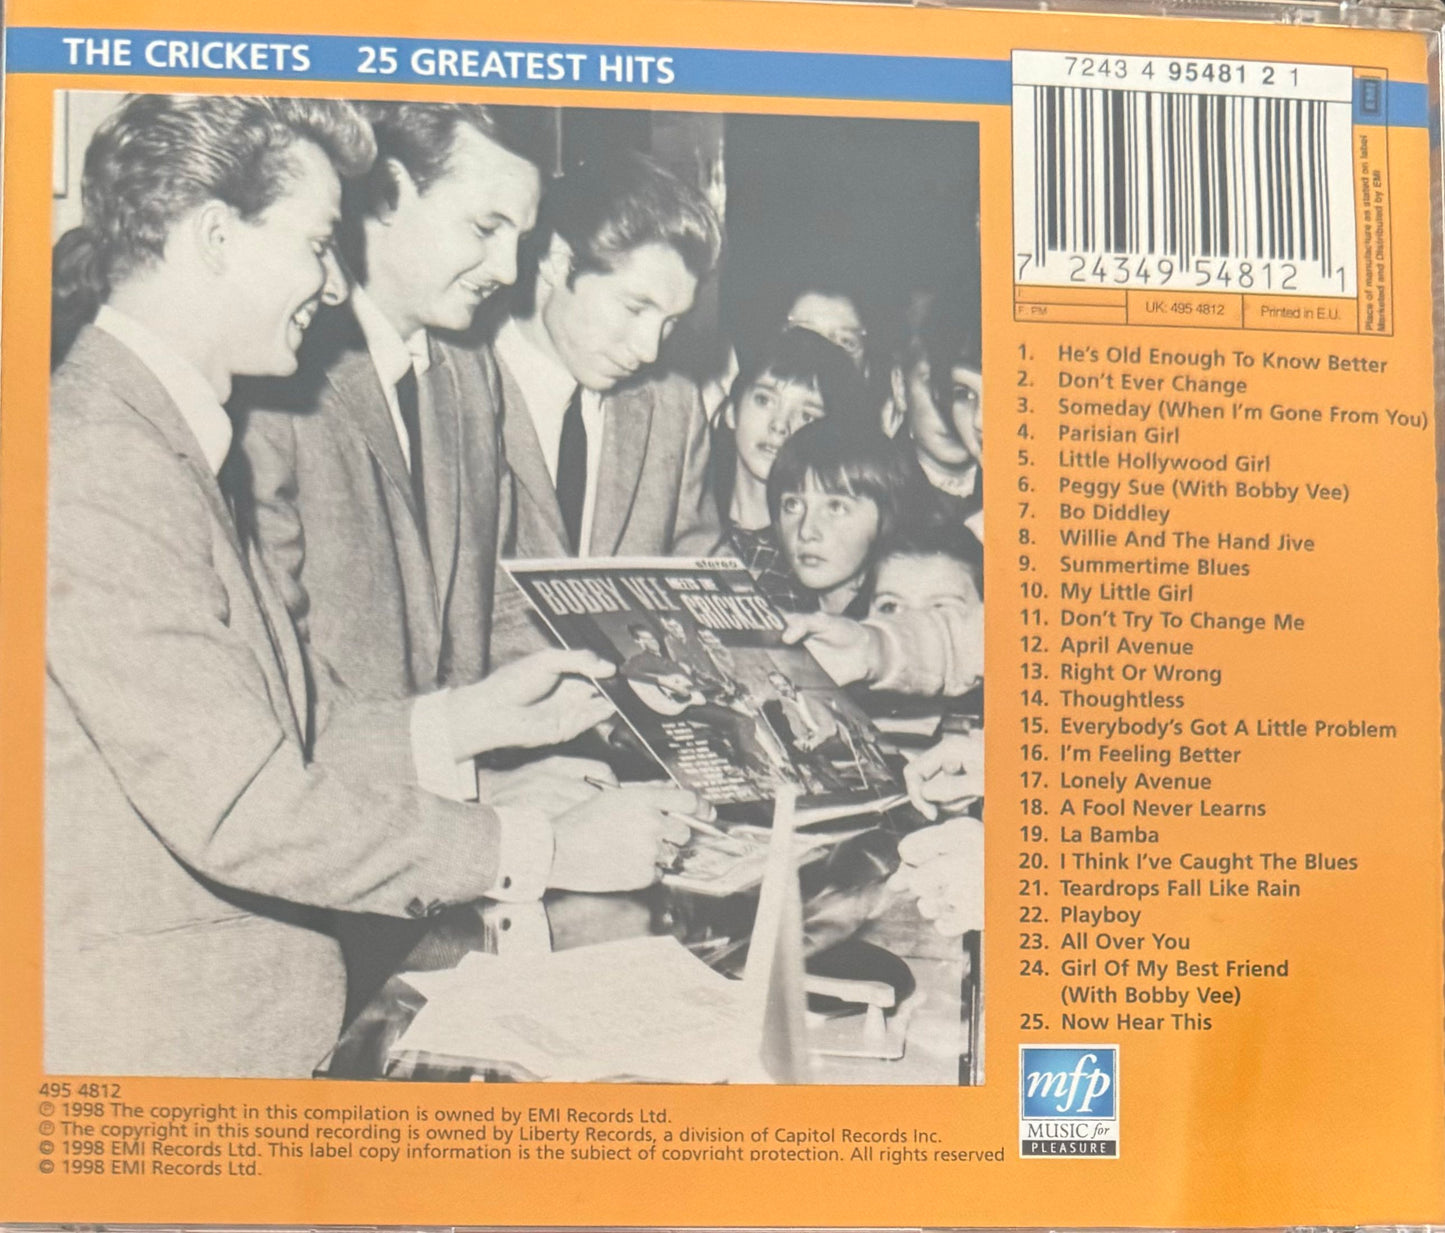 THE CRICKETS 25 GREATEST HITS
7243 4 95481 2 1
EMI
Place of manufacture as stated on label
Marketed and Distributed by EMI
7 24349 54812 1
F: PM
UK: 495 4812
Printed in E.U.
1. He's Old Enough To Know Better
2. Don't Ever Change
3. Someday (When I'm Gone From You)
4. Parisian Girl
5. Little Hollywood Girl
6. Peggy Sue (With Bobby Vee)
7. Bo Diddley
8. Willie And The Hand Jive
9. Summertime Blues
10. My Little Girl
11. Don't Try To Change Me
12. April Avenue
13. Right Or Wrong
14. Thoughtless
15. Everybody's Got A Little Problem
16. I'm Feeling Better
17. Lonely Avenue
18. A Fool Never Learns
19. La Bamba
20. I Think I've Caught The Blues
21. Teardrops Fall Like Rain
22. Playboy
23. All Over You
24. Girl Of My Best Friend
(With Bobby Vee)
25. Now Hear This
stereo
BOBBY VEE MEETS THE
CRICKETS
mfp
MUSIC for
PLEASURE
495 4812
℗ 1998 The copyright in this compilation is owned by EMI Records Ltd.
℗ The copyright in this sound recording is owned by Liberty Records, a division of Capitol Records Inc.
© 1998 EMI Records Ltd. This label copy information is the subject of copyright protection. All rights reserved
© 1998 EMI Records Ltd.